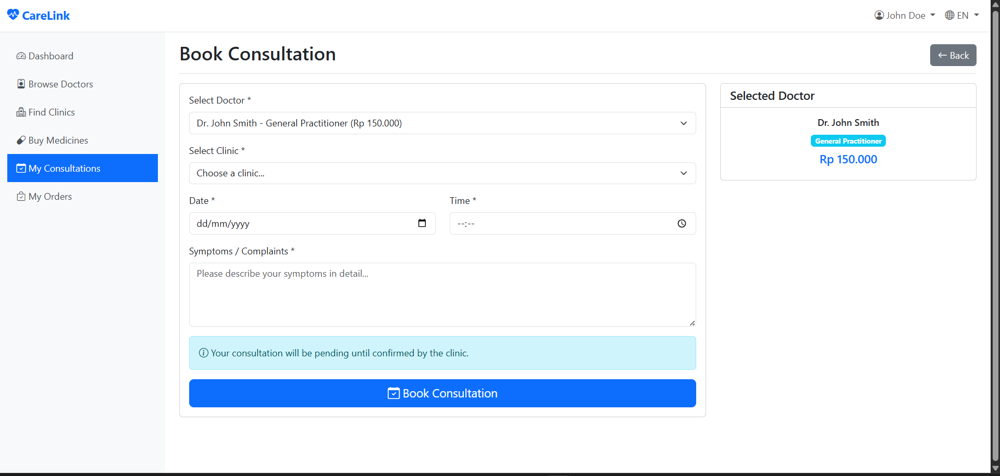 CareLink
John Doe
EN
Dashboard
Browse Doctors
Find Clinics
Buy Medicines
My Consultations
My Orders
Book Consultation
Back
Select Doctor *
Dr. John Smith - General Practitioner (Rp 150.000)
Select Clinic *
Choose a clinic...
Date *
Time *
dd/mm/yyyy
--:--
Symptoms / Complaints *
Please describe your symptoms in detail...
Your consultation will be pending until confirmed by the clinic.
Book Consultation
Selected Doctor
Dr. John Smith
General Practitioner
Rp 150.000